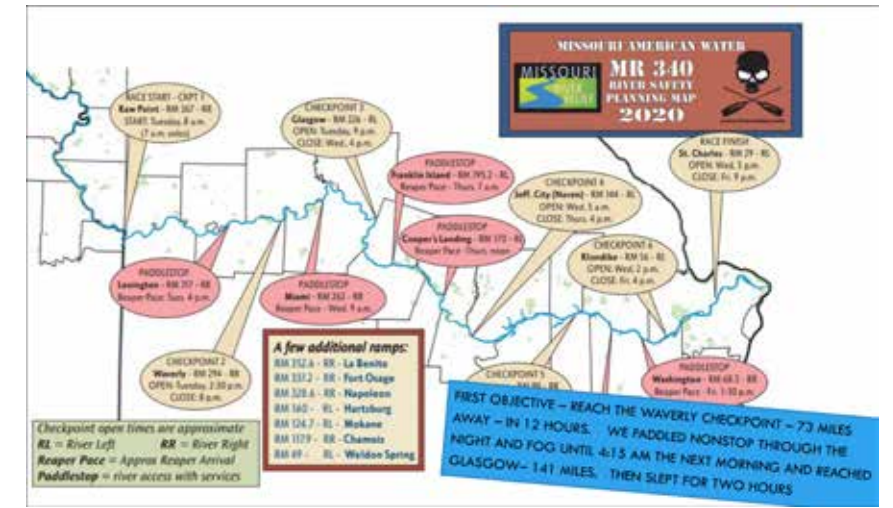 MISSOURI AMERICAN WATER
MISSOURI
RIVER RELIEF
MR 340
RIVER SAFETY
PLANNING MAP
2020
RACE START - CKPT 1
Kaw Point - RM 367 - RR
START: Tuesday, 8 a.m.
(7 a.m. solos)
CHECKPOINT 3
Glasgow - RM 226 - RL
OPEN: Tuesday, 9 p.m.
CLOSE: Wed, 4 p.m.
PADDLESTOP
Franklin Island - RM 195.2 - RL
Reaper Pace - Thurs, 7 a.m.
PADDLESTOP
Cooper's Landing - RM 170 - RL
Reaper Pace - Thurs, noon
CHECKPOINT 4
Jeff. City (Noren) - RM 144 - RL
OPEN: Wed, 5 a.m.
CLOSE: Thurs, 4 p.m.
RACE FINISH
St. Charles - RM 29 - RL
OPEN: Wed, 3 p.m.
CLOSE: Fri. 9 p.m.
CHECKPOINT 6
Klondike - RM 56 - RL
OPEN: Wed, 2 p.m.
CLOSE: Fri, 4 p.m.
PADDLESTOP
Lexington - RM 317 - RR
Reaper Pace: Tues, 4 p.m.
PADDLESTOP
Miami - RM 262 - RR
Reaper Pace - Wed, 9 a.m.
CHECKPOINT 2
Waverly - RM 294 - RR
OPEN: Tuesday, 2:30 p.m.
CLOSE: 8 p.m.
CHECKPOINT 5
PADDLESTOP
Washington - RM 68.3 - RR
Reaper Pace - Fri, 1:30 p.m.
A few additional ramps:
RM 352.6 - RR - La Benite
RM 337.2 - RR - Fort Osage
RM 328.6 - RR - Napoleon
RM 160 - RL - Hartsburg
RM 124.7 - RL - Mokane
RM 117.9 - RR - Chamois
RM 49 - RL - Weldon Spring
Checkpoint open times are approximate
RL = River Left RR = River Right
Reaper Pace = Approx Reaper Arrival
Paddlestop = river access with services
FIRST OBJECTIVE – REACH THE WAVERLY CHECKPOINT – 73 MILES
AWAY – IN 12 HOURS. WE PADDLED NONSTOP THROUGH THE
NIGHT AND FOG UNTIL 4:15 AM THE NEXT MORNING AND REACHED
GLASGOW– 141 MILES. THEN SLEPT FOR TWO HOURS